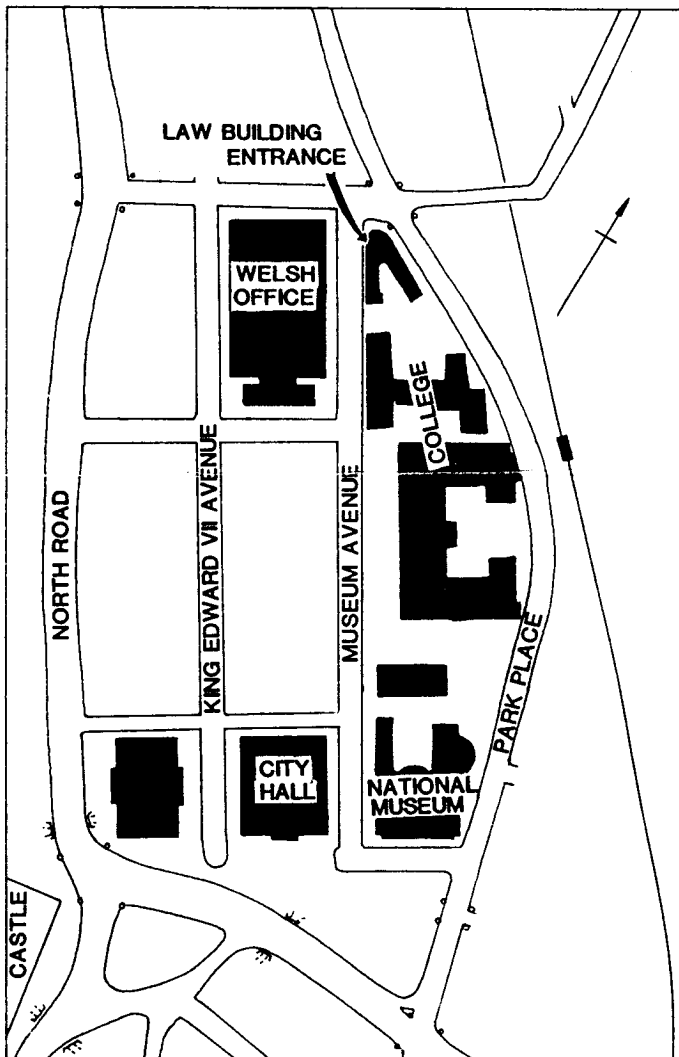 LAW BUILDING
ENTRANCE
WELSH
OFFICE
COLLEGE
NORTH ROAD
KING EDWARD VII AVENUE
MUSEUM AVENUE
PARK PLACE
CITY
HALL
NATIONAL
MUSEUM
CASTLE